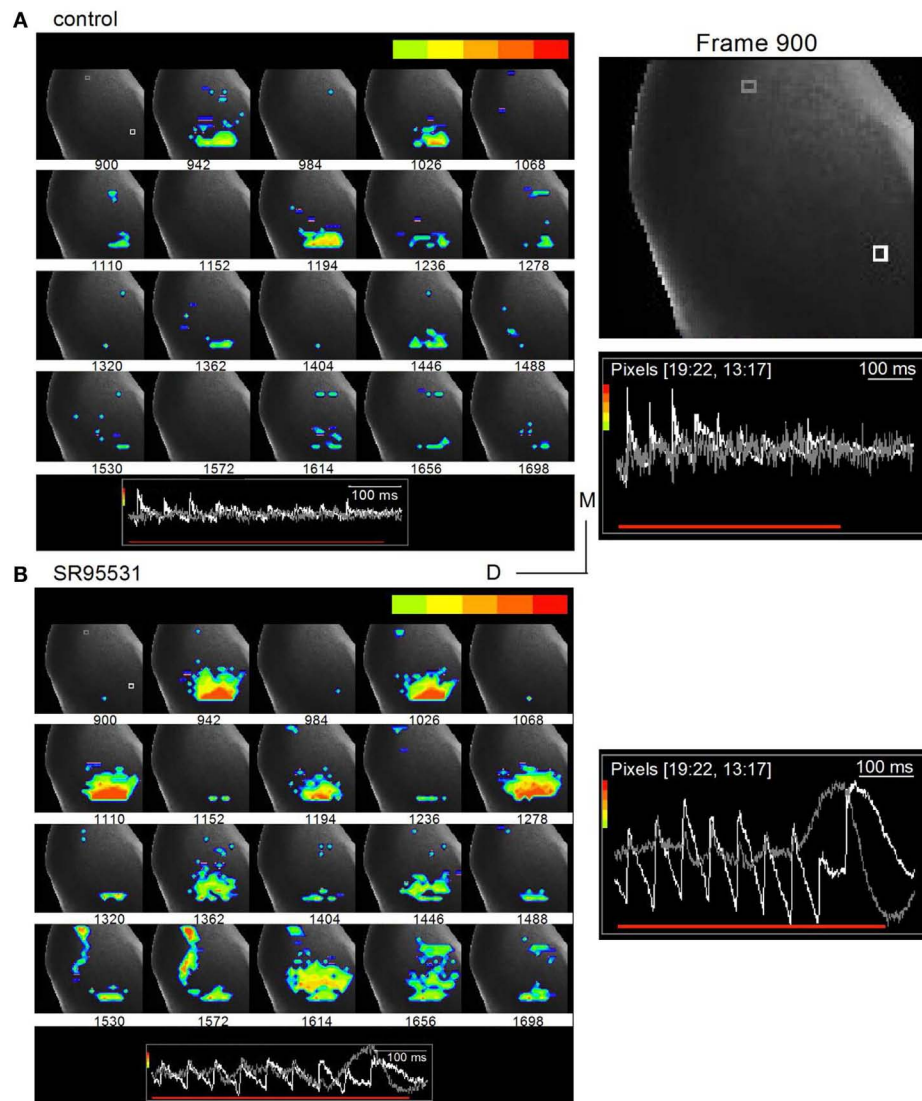 A control
900 942 984 1026 1068
1110 1152 1194 1236 1278
1320 1362 1404 1446 1488
1530 1572 1614 1656 1698
100 ms
Frame 900
Pixels [19:22, 13:17] 100 ms
M
D
B SR95531
900 942 984 1026 1068
1110 1152 1194 1236 1278
1320 1362 1404 1446 1488
1530 1572 1614 1656 1698
100 ms
Pixels [19:22, 13:17] 100 ms